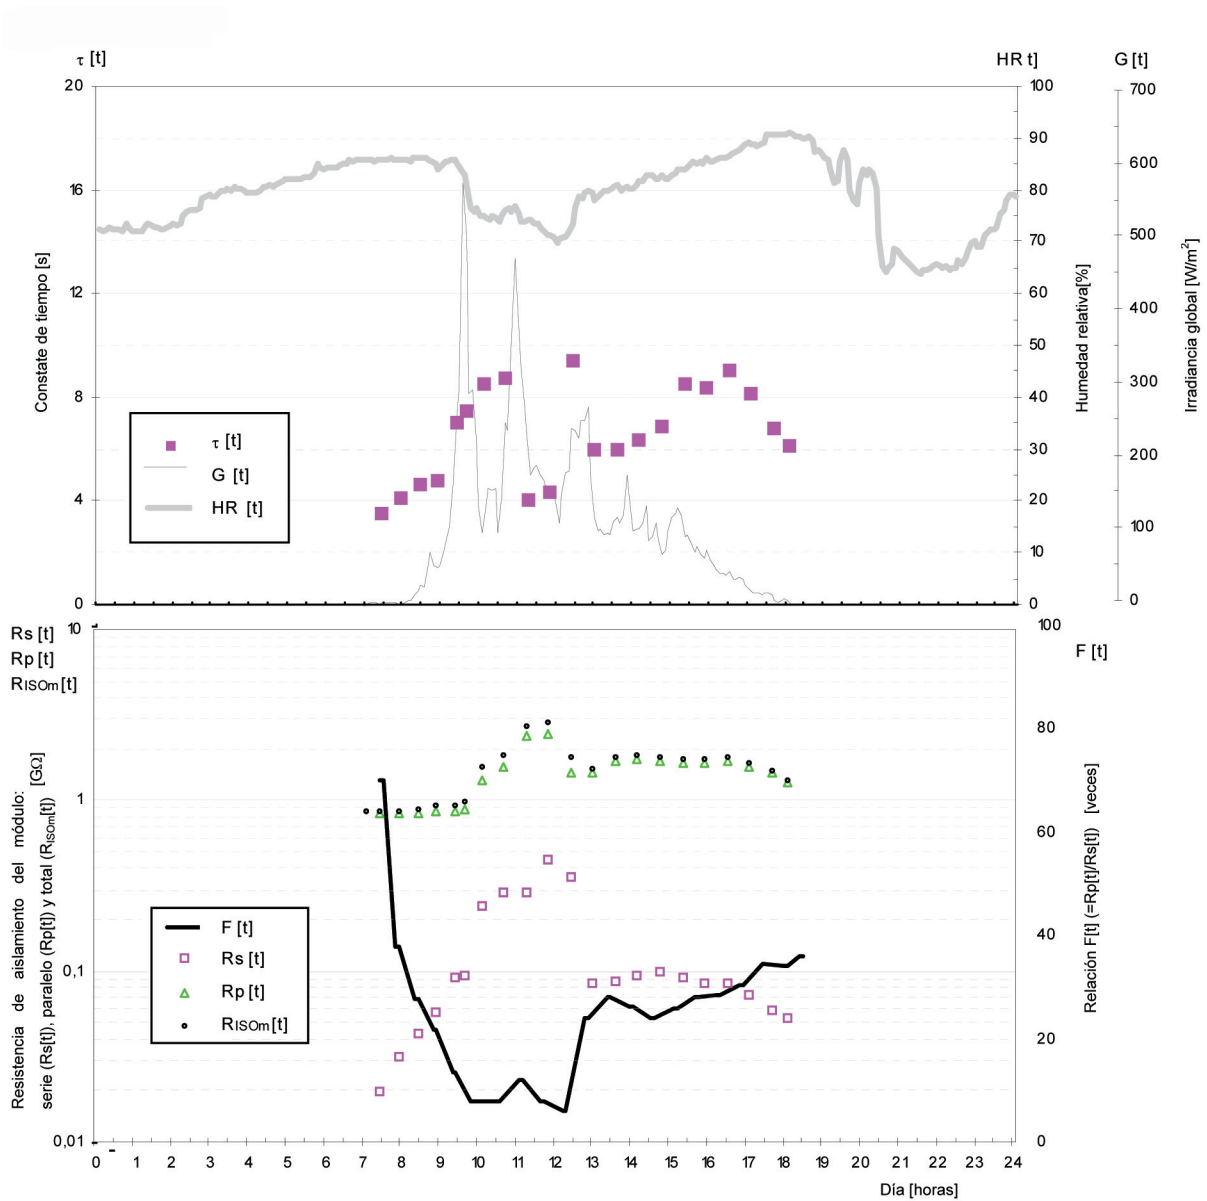 τ [t]
HR t]
G [t]
20
16
12
8
4
0
Constate de tiempo [s]
100
90
80
70
60
50
40
30
20
10
0
Humedad relativa[%]
700
600
500
400
300
200
100
0
Irradiancia global [W/m²]
τ [t]
G [t]
HR [t]
Rs [t]
Rp [t]
RISOm [t]
10
1
0,1
0,01
Resistencia de aislamiento del módulo: [GΩ]
serie (Rs[t]), paralelo (Rp[t]) y total (RISOm[t])
F [t]
100
80
60
40
20
0
Relación F[t] (=Rp[t]/Rs[t]) [veces]
F [t]
Rs [t]
Rp [t]
RISOm [t]
0 1 2 3 4 5 6 7 8 9 10 11 12 13 14 15 16 17 18 19 20 21 22 23 24
Día [horas]